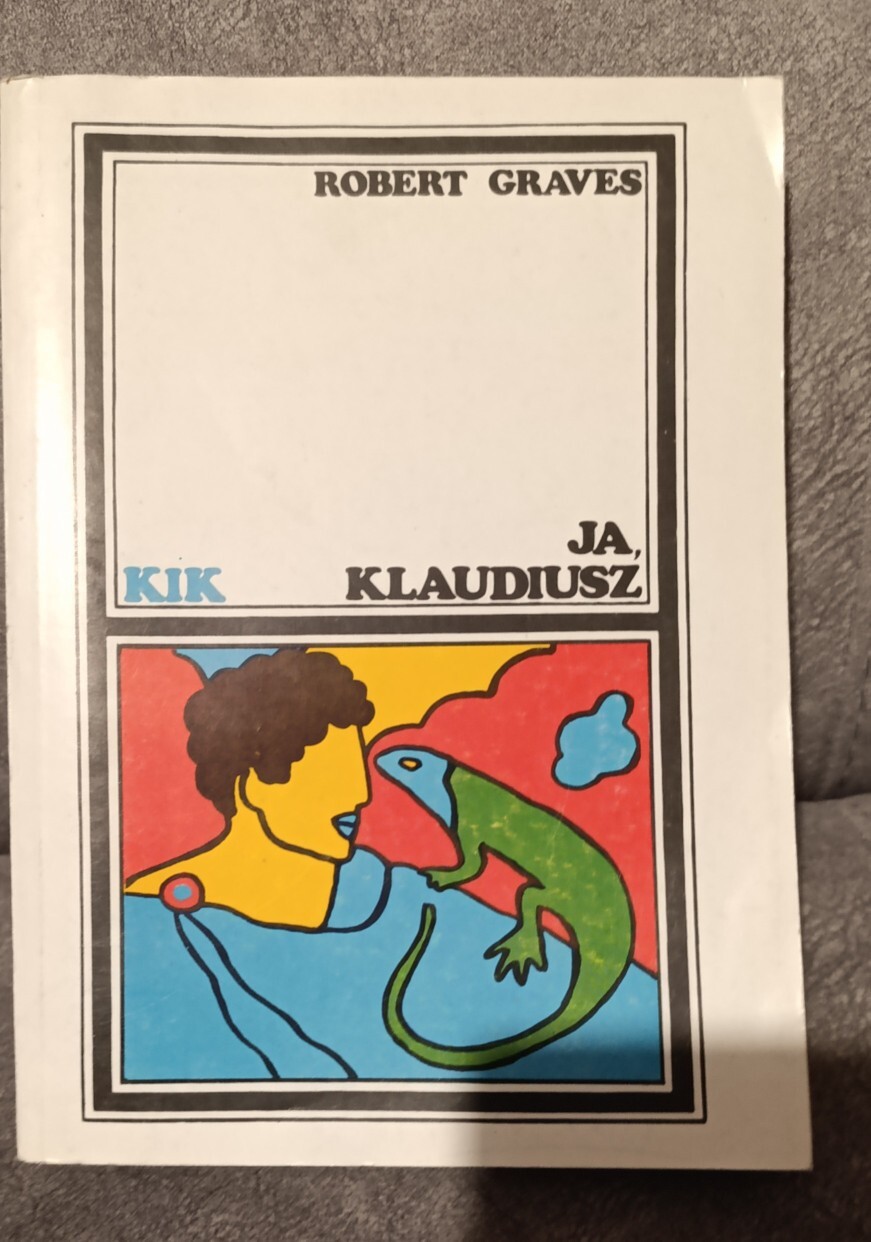 ROBERT GRAVES
JA,
KIK KLAUDIUSZ